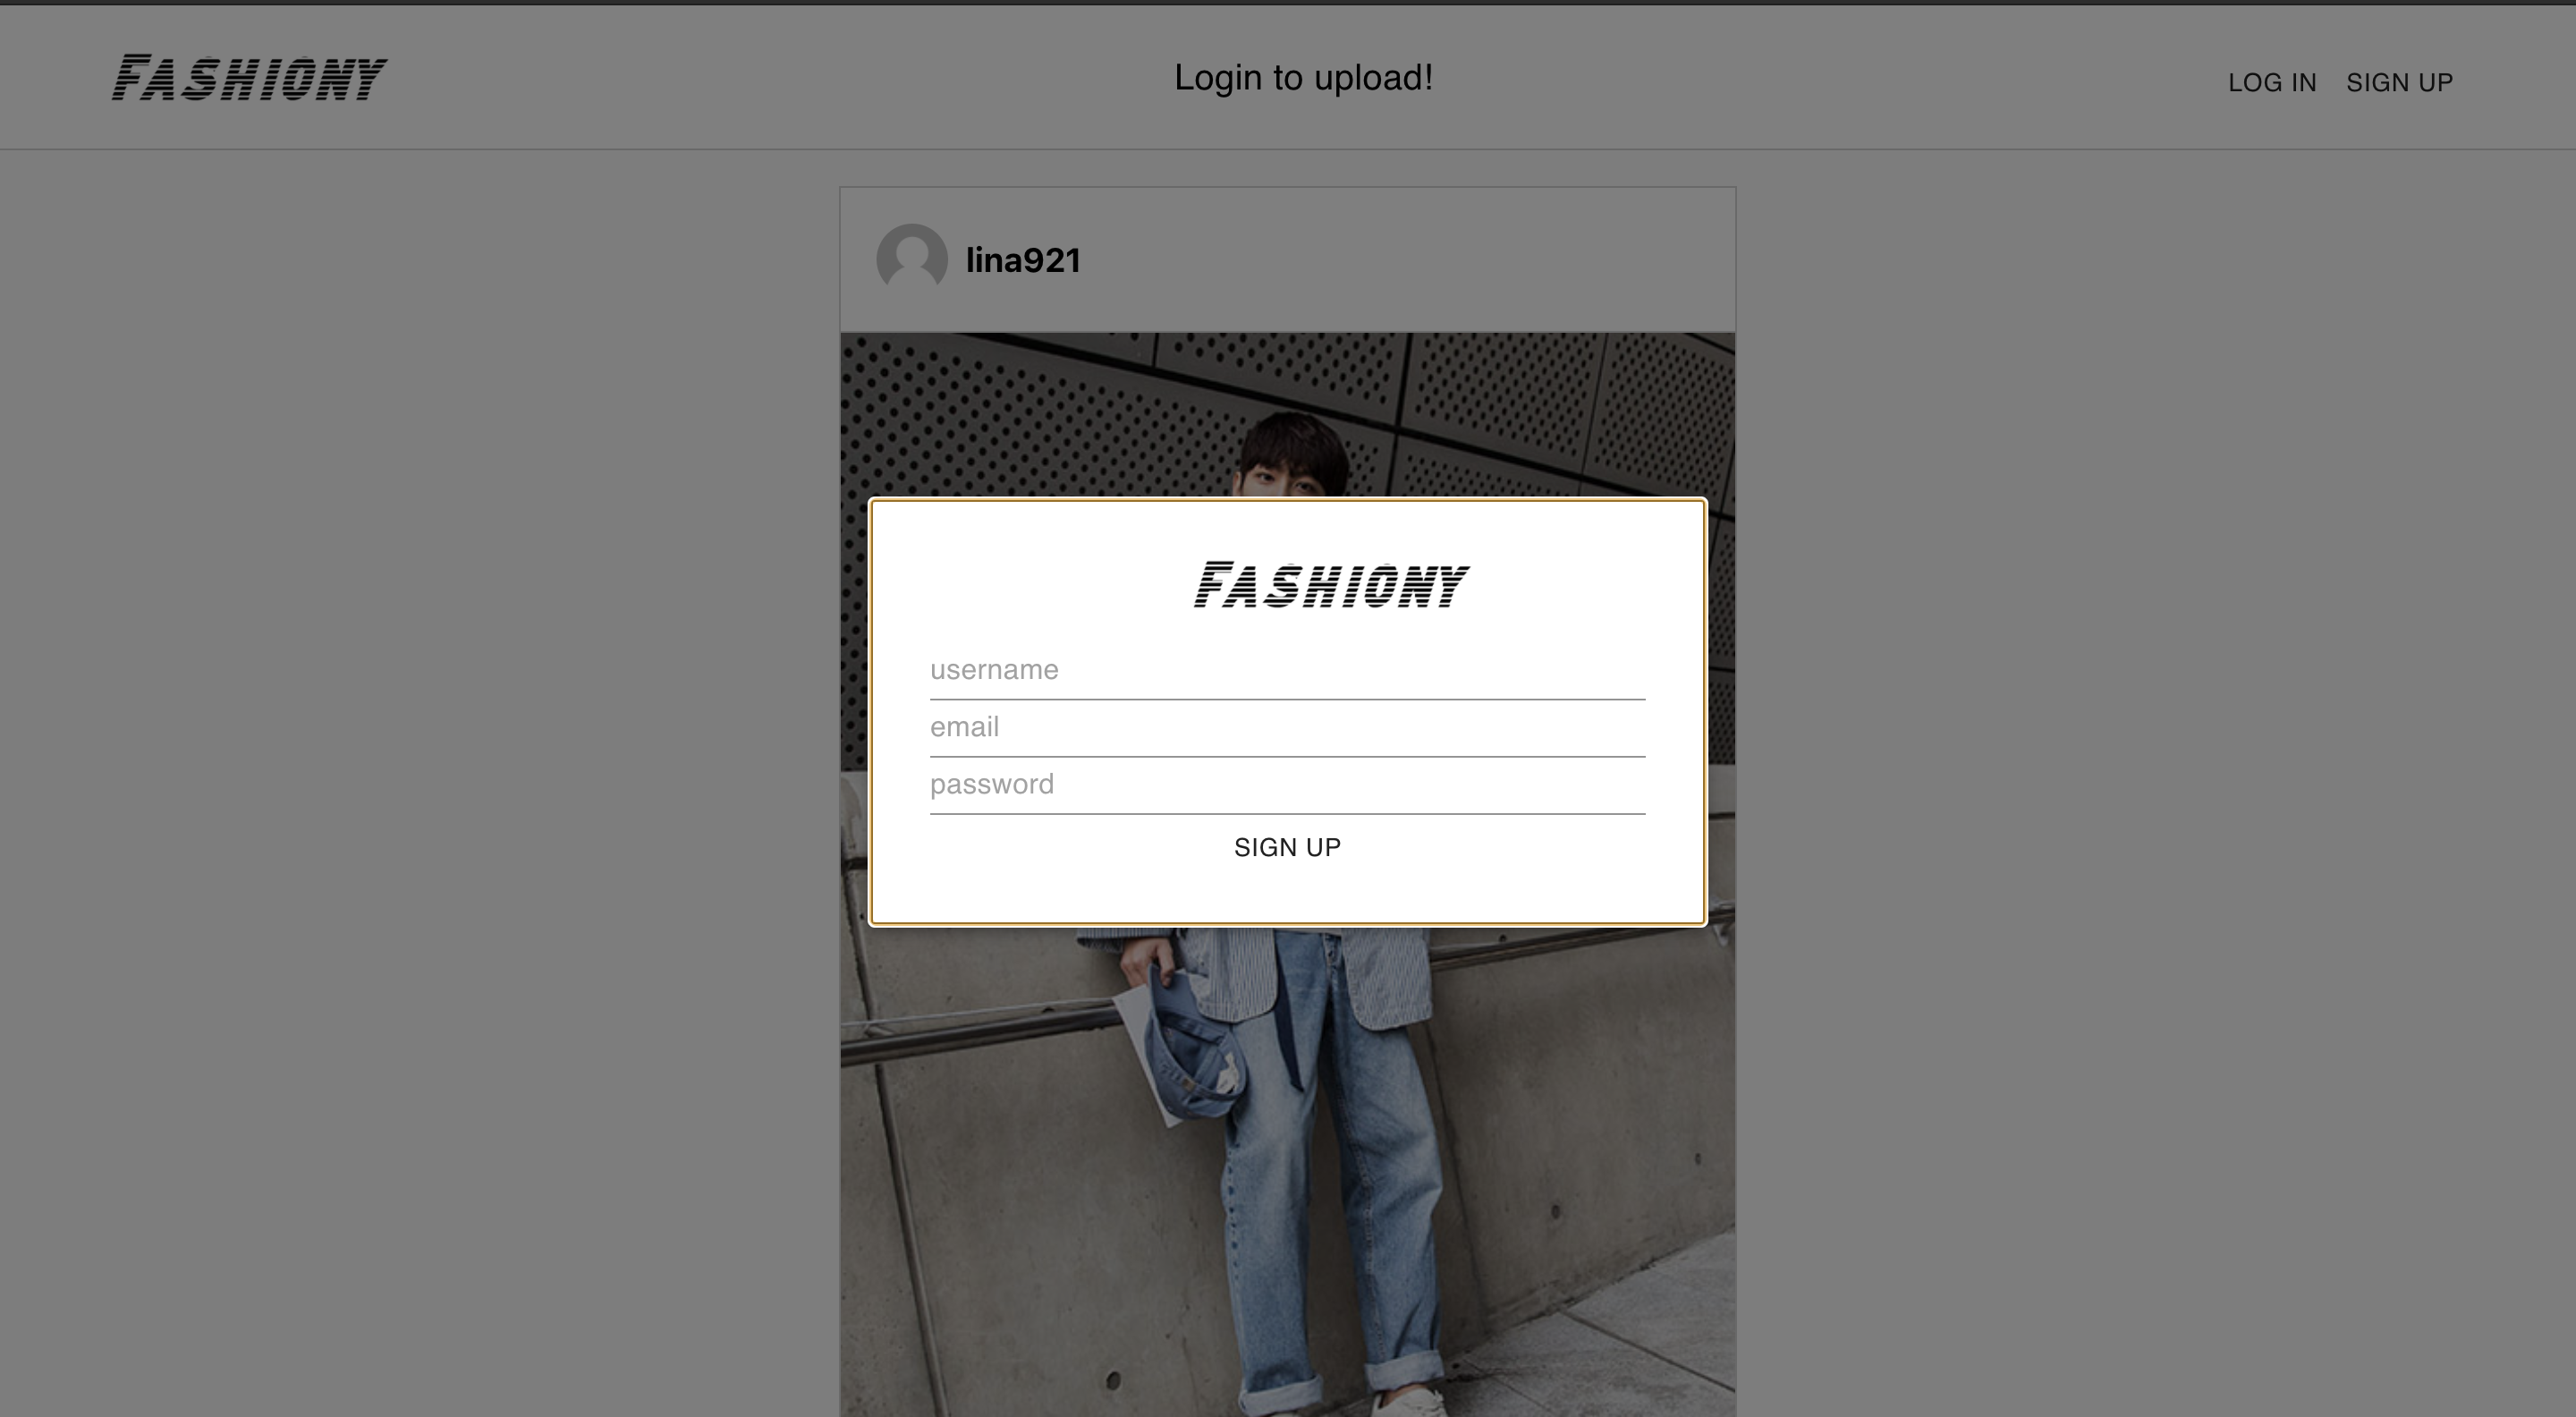 FASHIONY
Login to upload!
LOG IN SIGN UP
lina921
FASHIONY
username
email
password
SIGN UP